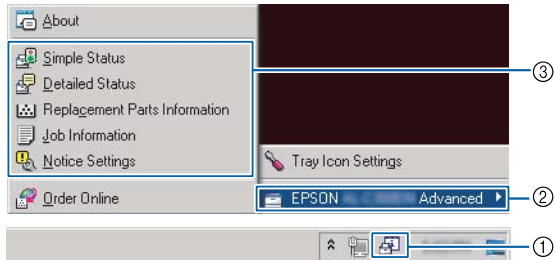 About
Simple Status
Detailed Status
Replacement Parts Information
Job Information
Notice Settings
Order Online
Tray Icon Settings
EPSON Advanced
③
②
①